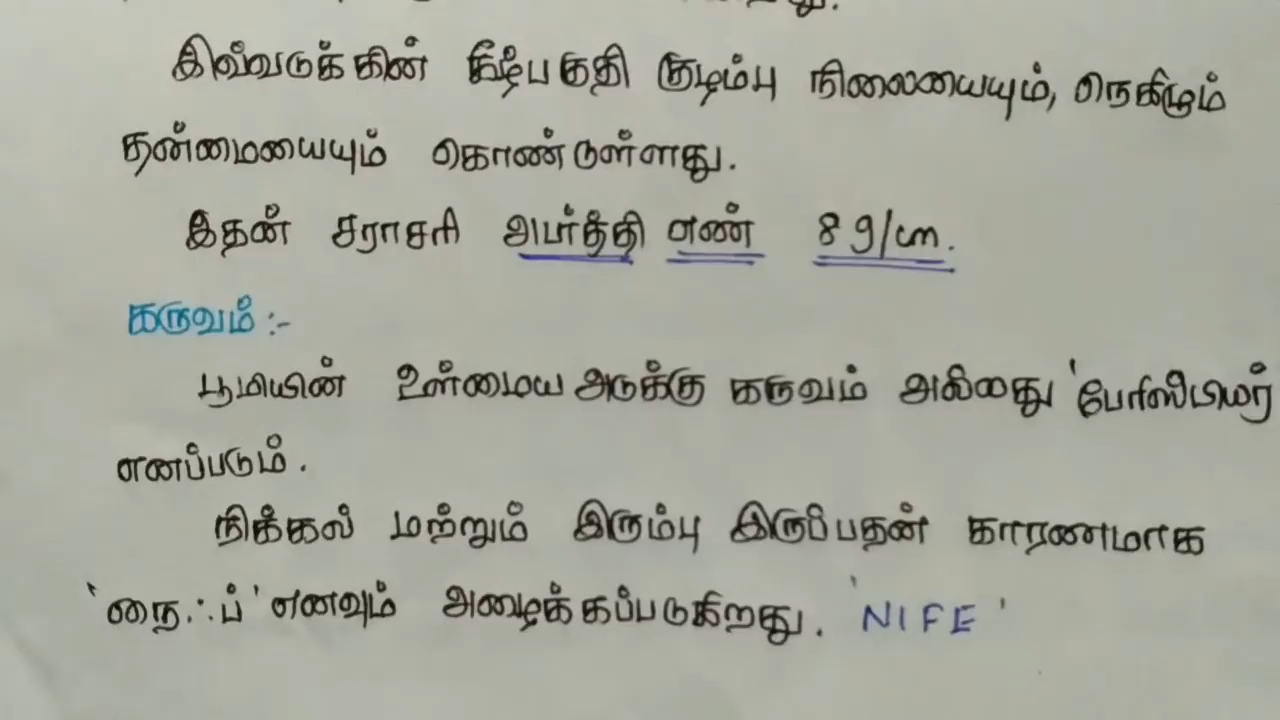 இவ்வடுக்கின் கீழ்பகுதி குழம்பு நிலையையும், நெகிழும்
தன்மையையும் கொண்டுள்ளது.
இதன் சராசரி அடர்த்தி எண் 8 g/cm.
கருவம் :-
பூமியின் உள்மைய அடுக்கு கருவம் அல்லது 'பேரிஸ்பியர்
எனப்படும்.
நிக்கல் மற்றும் இரும்பு இருப்பதன் காரணமாக
'நைஃப்' எனவும் அழைக்கப்படுகிறது. 'NIFE'